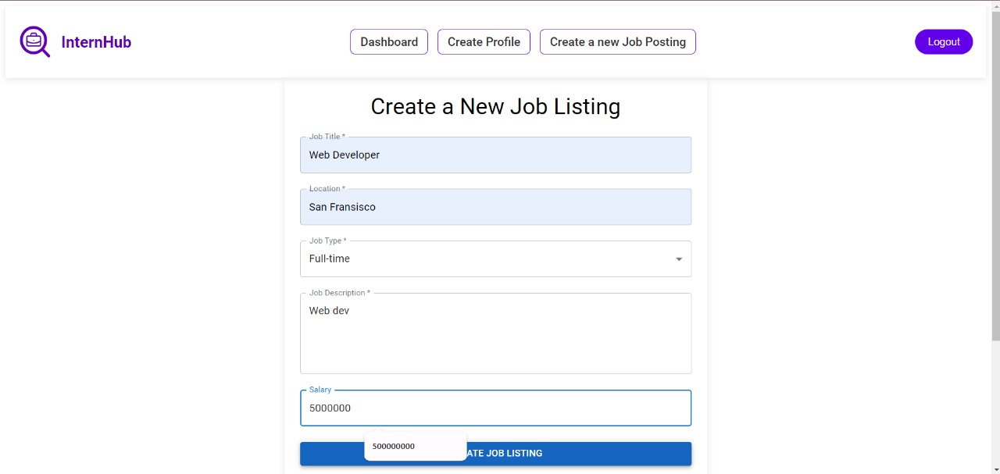 InternHub
Dashboard
Create Profile
Create a new Job Posting
Logout
Create a New Job Listing
Job Title *
Web Developer
Location *
San Fransisco
Job Type *
Full-time
Job Description *
Web dev
Salary
5000000
500000000
ATE JOB LISTING